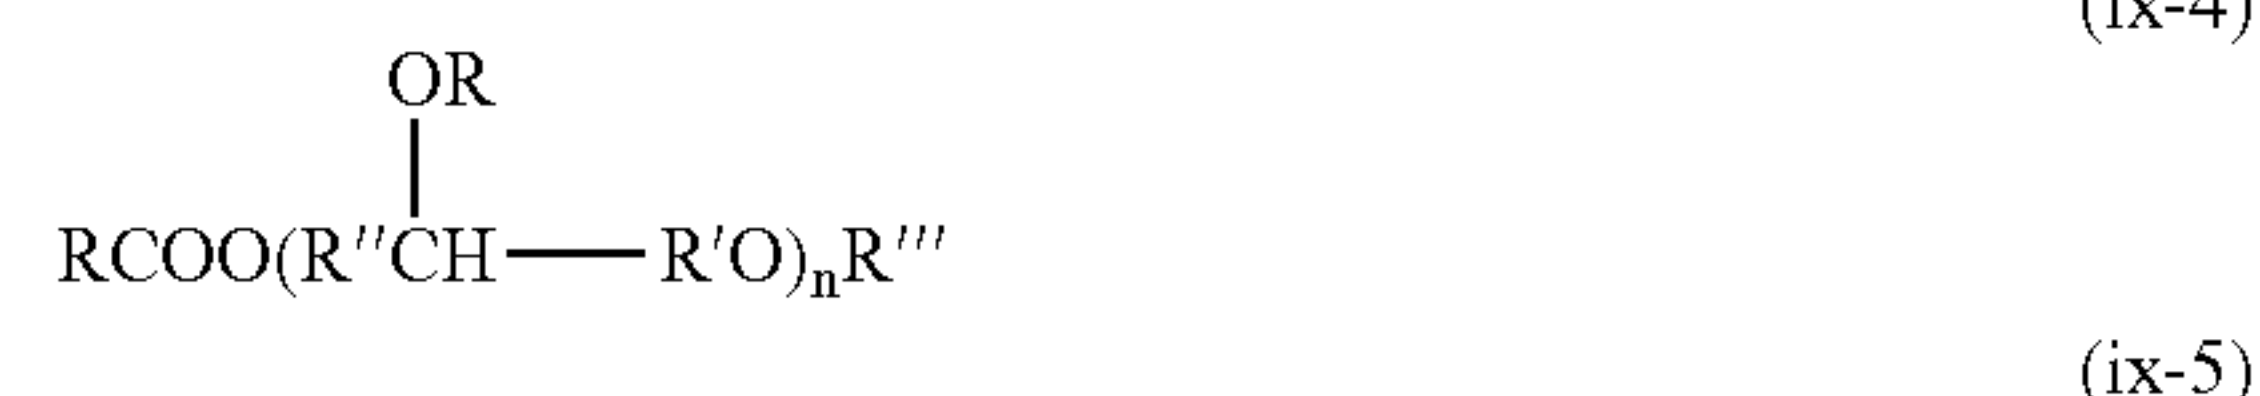 (ix-4)
OR
RCOO(R″CH—R′O)nR‴
(ix-5)